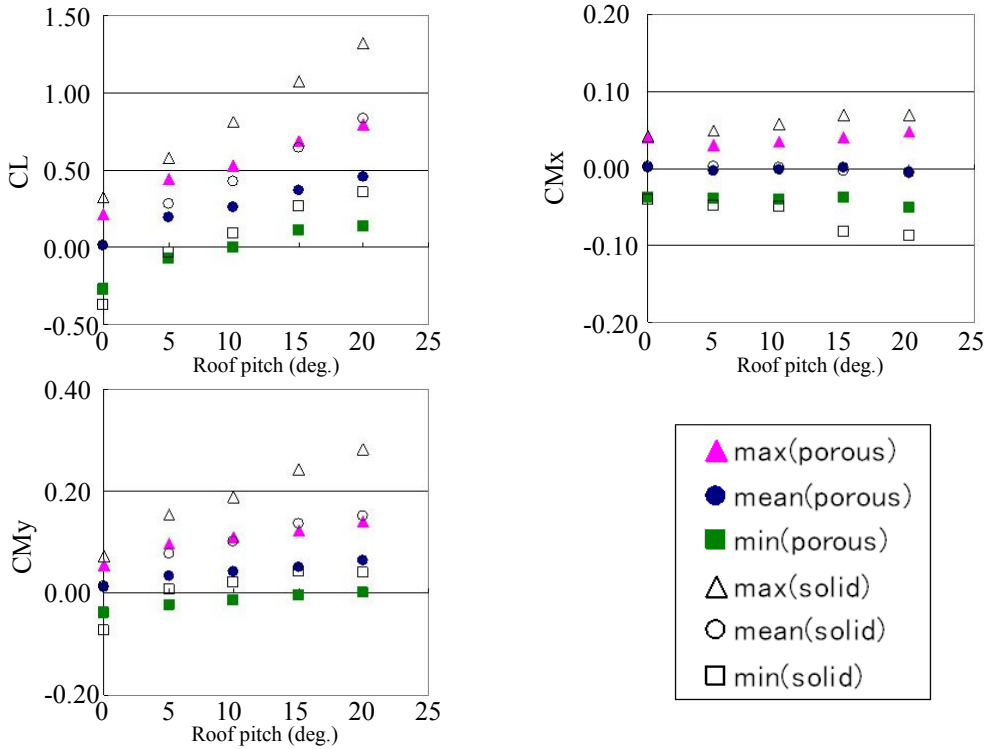 1.50
1.00
0.50
0.00
-0.50
CL
0 5 10 15 20 25
Roof pitch (deg.)
0.20
0.10
0.00
-0.10
-0.20
CMx
0 5 10 15 20 25
Roof pitch (deg.)
0.40
0.20
0.00
-0.20
CMy
0 5 10 15 20 25
Roof pitch (deg.)
max(porous)
mean(porous)
min(porous)
max(solid)
mean(solid)
min(solid)